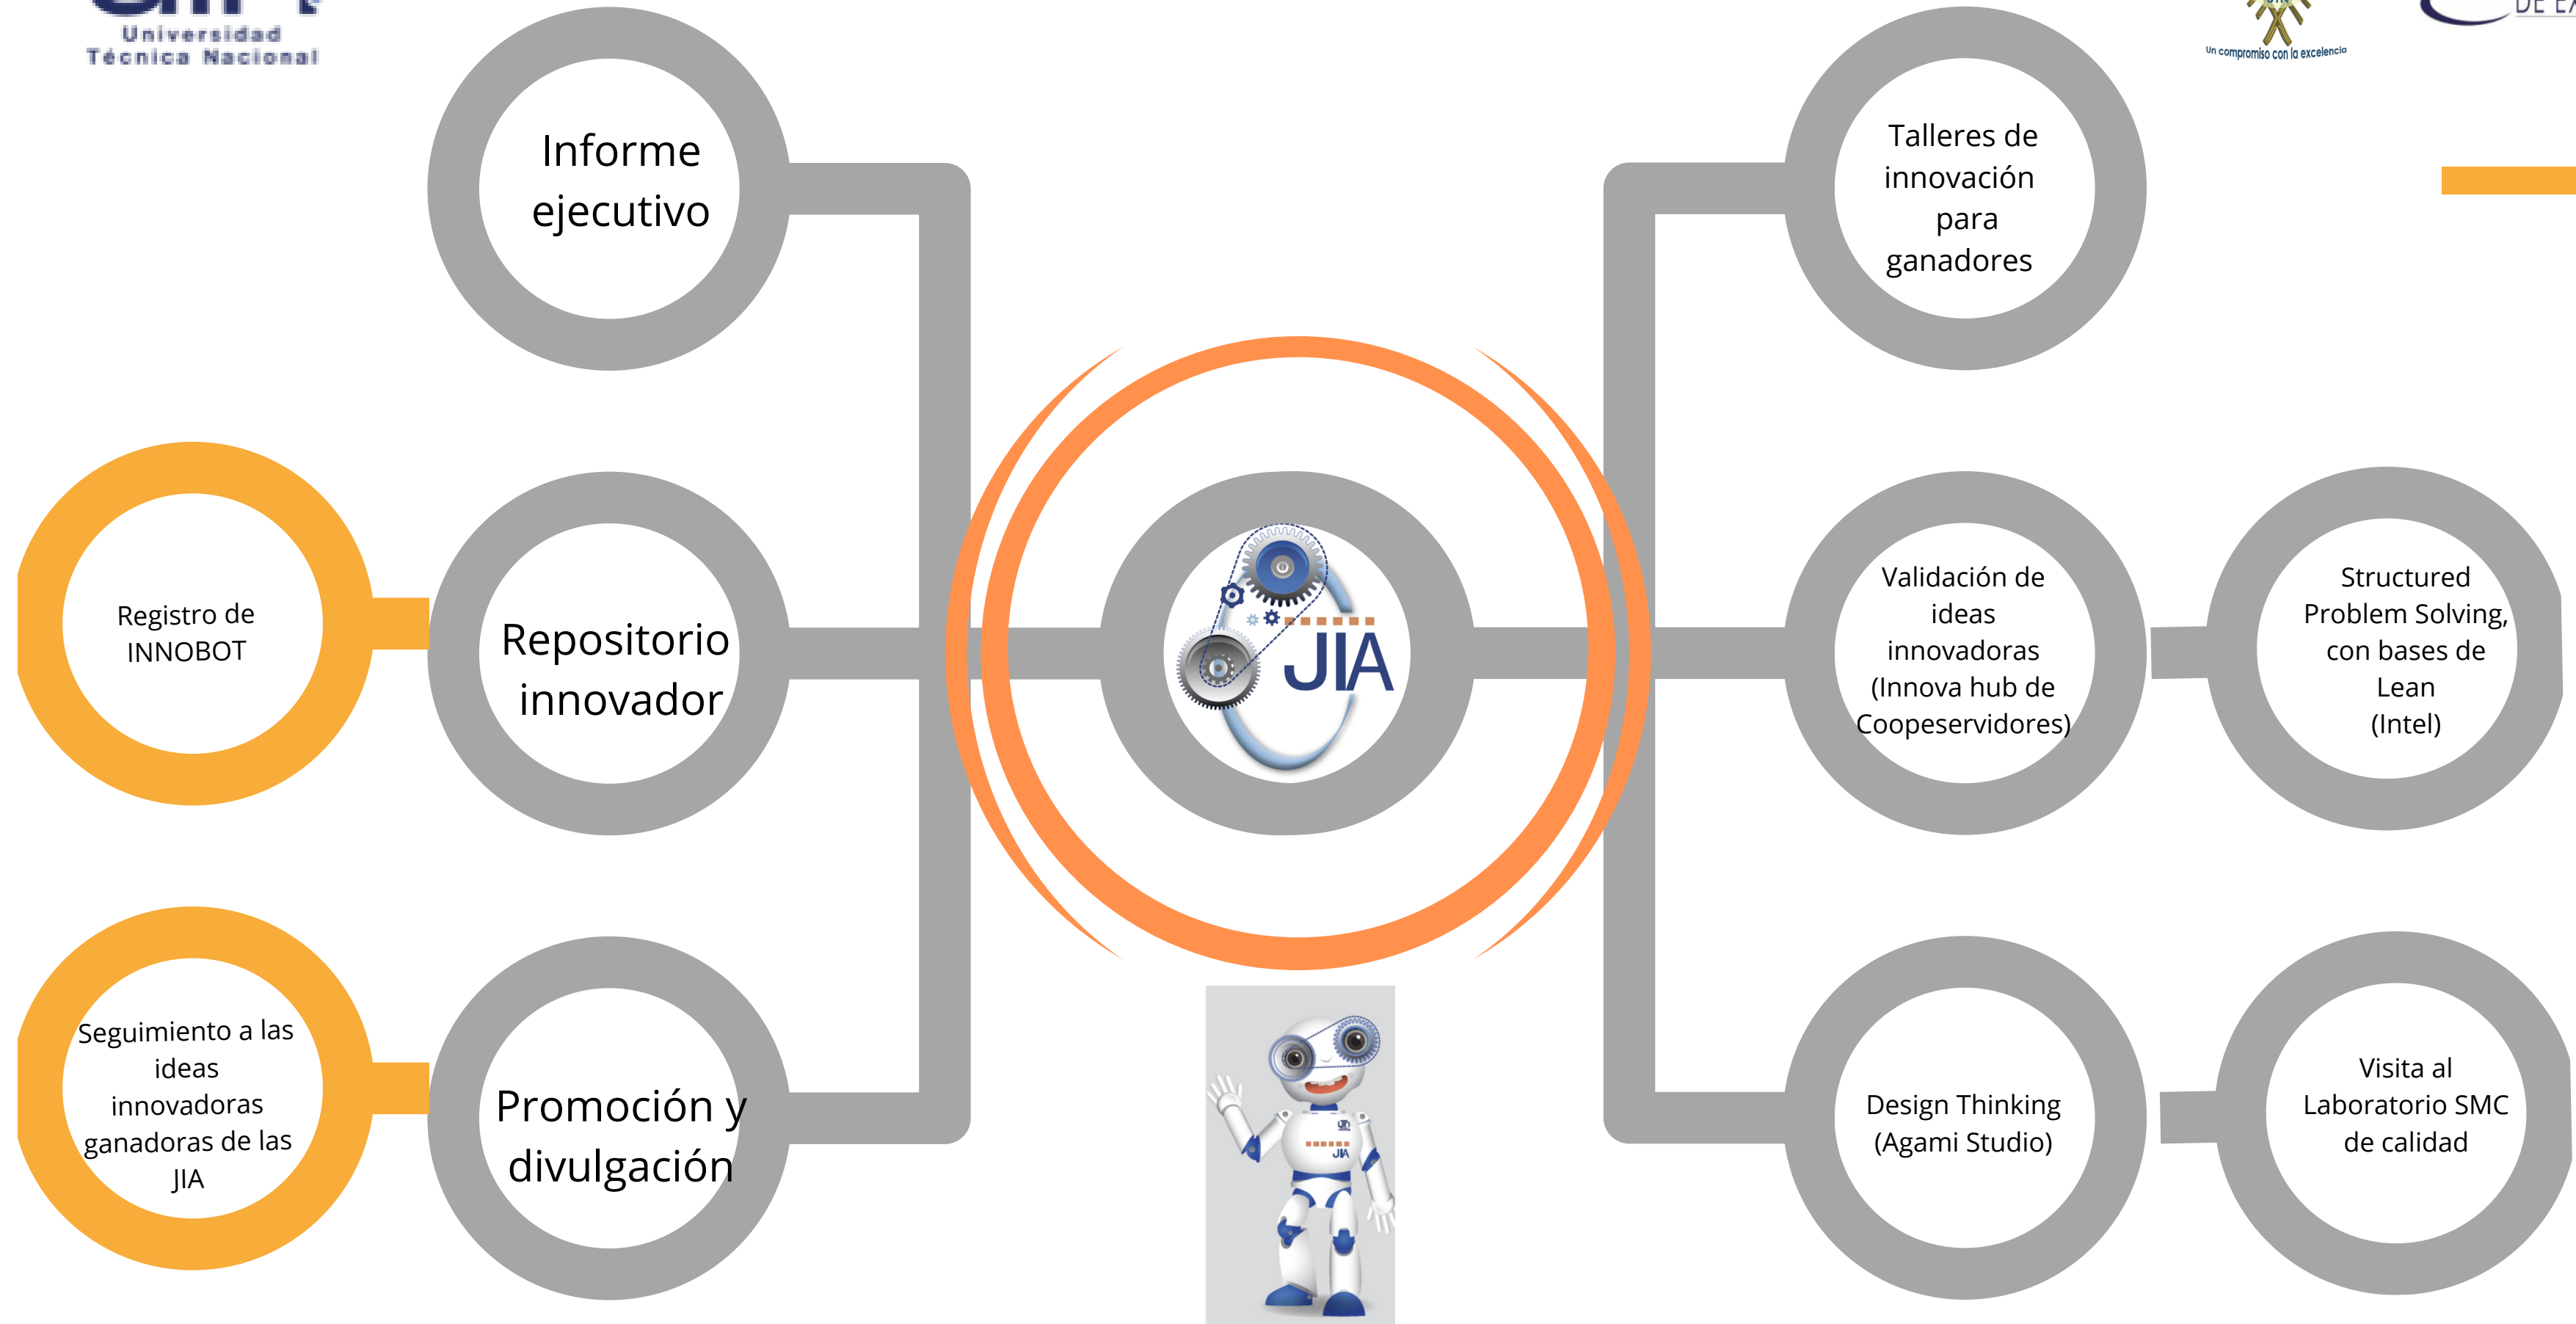 Universidad
Técnica Nacional
Un compromiso con la excelencia
Informe
ejecutivo
Talleres de
innovación
para
ganadores
Registro de
INNOBOT
Repositorio
innovador
JIA
Validación de
ideas
innovadoras
(Innova hub de
Coopeservidores)
Structured
Problem Solving,
con bases de
Lean
(Intel)
Seguimiento a las
ideas
innovadoras
ganadoras de las
JIA
Promoción y
divulgación
JIA
Design Thinking
(Agami Studio)
Visita al
Laboratorio SMC
de calidad